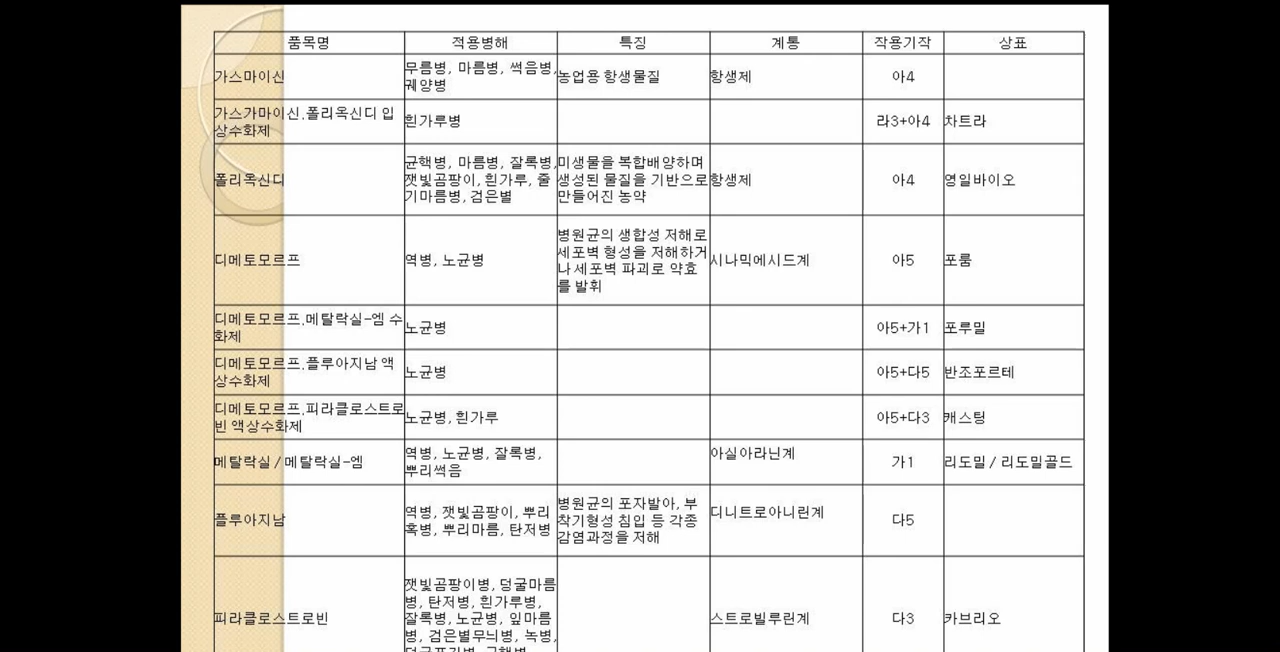 품목명 적용병해 특징 계통 작용기작 상표
가스마이신 무름병, 마름병, 썩음병, 농업용 항생물질 항생제 아4
궤양병
가스가마이신.폴리옥신디 입 흰가루병 라3+아4 차트라
상수화제
폴리옥신디 균핵병, 마름병, 잘록병, 미생물을 복합배양하며 항생제 아4 영일바이오
잿빛곰팡이, 흰가루, 줄 생성된 물질을 기반으로
기마름병, 검은별 만들어진 농약
디메토모르프 역병, 노균병 병원균의 생합성 저해로 시나믹에시드계 아5 포룸
세포벽 형성을 저해하거
나 세포벽 파괴로 약효
를 발휘
디메토모르프.메탈락실-엠 수 노균병 아5+가1 포루밀
화제
디메토모르프.플루아지남 액 노균병 아5+다5 반조포르테
상수화제
디메토모르프.피라클로스트로 노균병, 흰가루 아5+다3 캐스팅
빈 액상수화제
메탈락실 / 메탈락실-엠 역병, 노균병, 잘록병, 아실아라닌계 가1 리도밀 / 리도밀골드
뿌리썩음
플루아지남 역병, 잿빛곰팡이, 뿌리 병원균의 포자발아, 부 디니트로아니린계 다5
혹병, 뿌리마름, 탄저병 착기형성 침입 등 각종
감염과정을 저해
피라클로스트로빈 잿빛곰팡이병, 덩굴마름 스트로빌루린계 다3 카브리오
병, 탄저병, 흰가루병,
잘록병, 노균병, 잎마름
병, 검은별무늬병, 녹병,